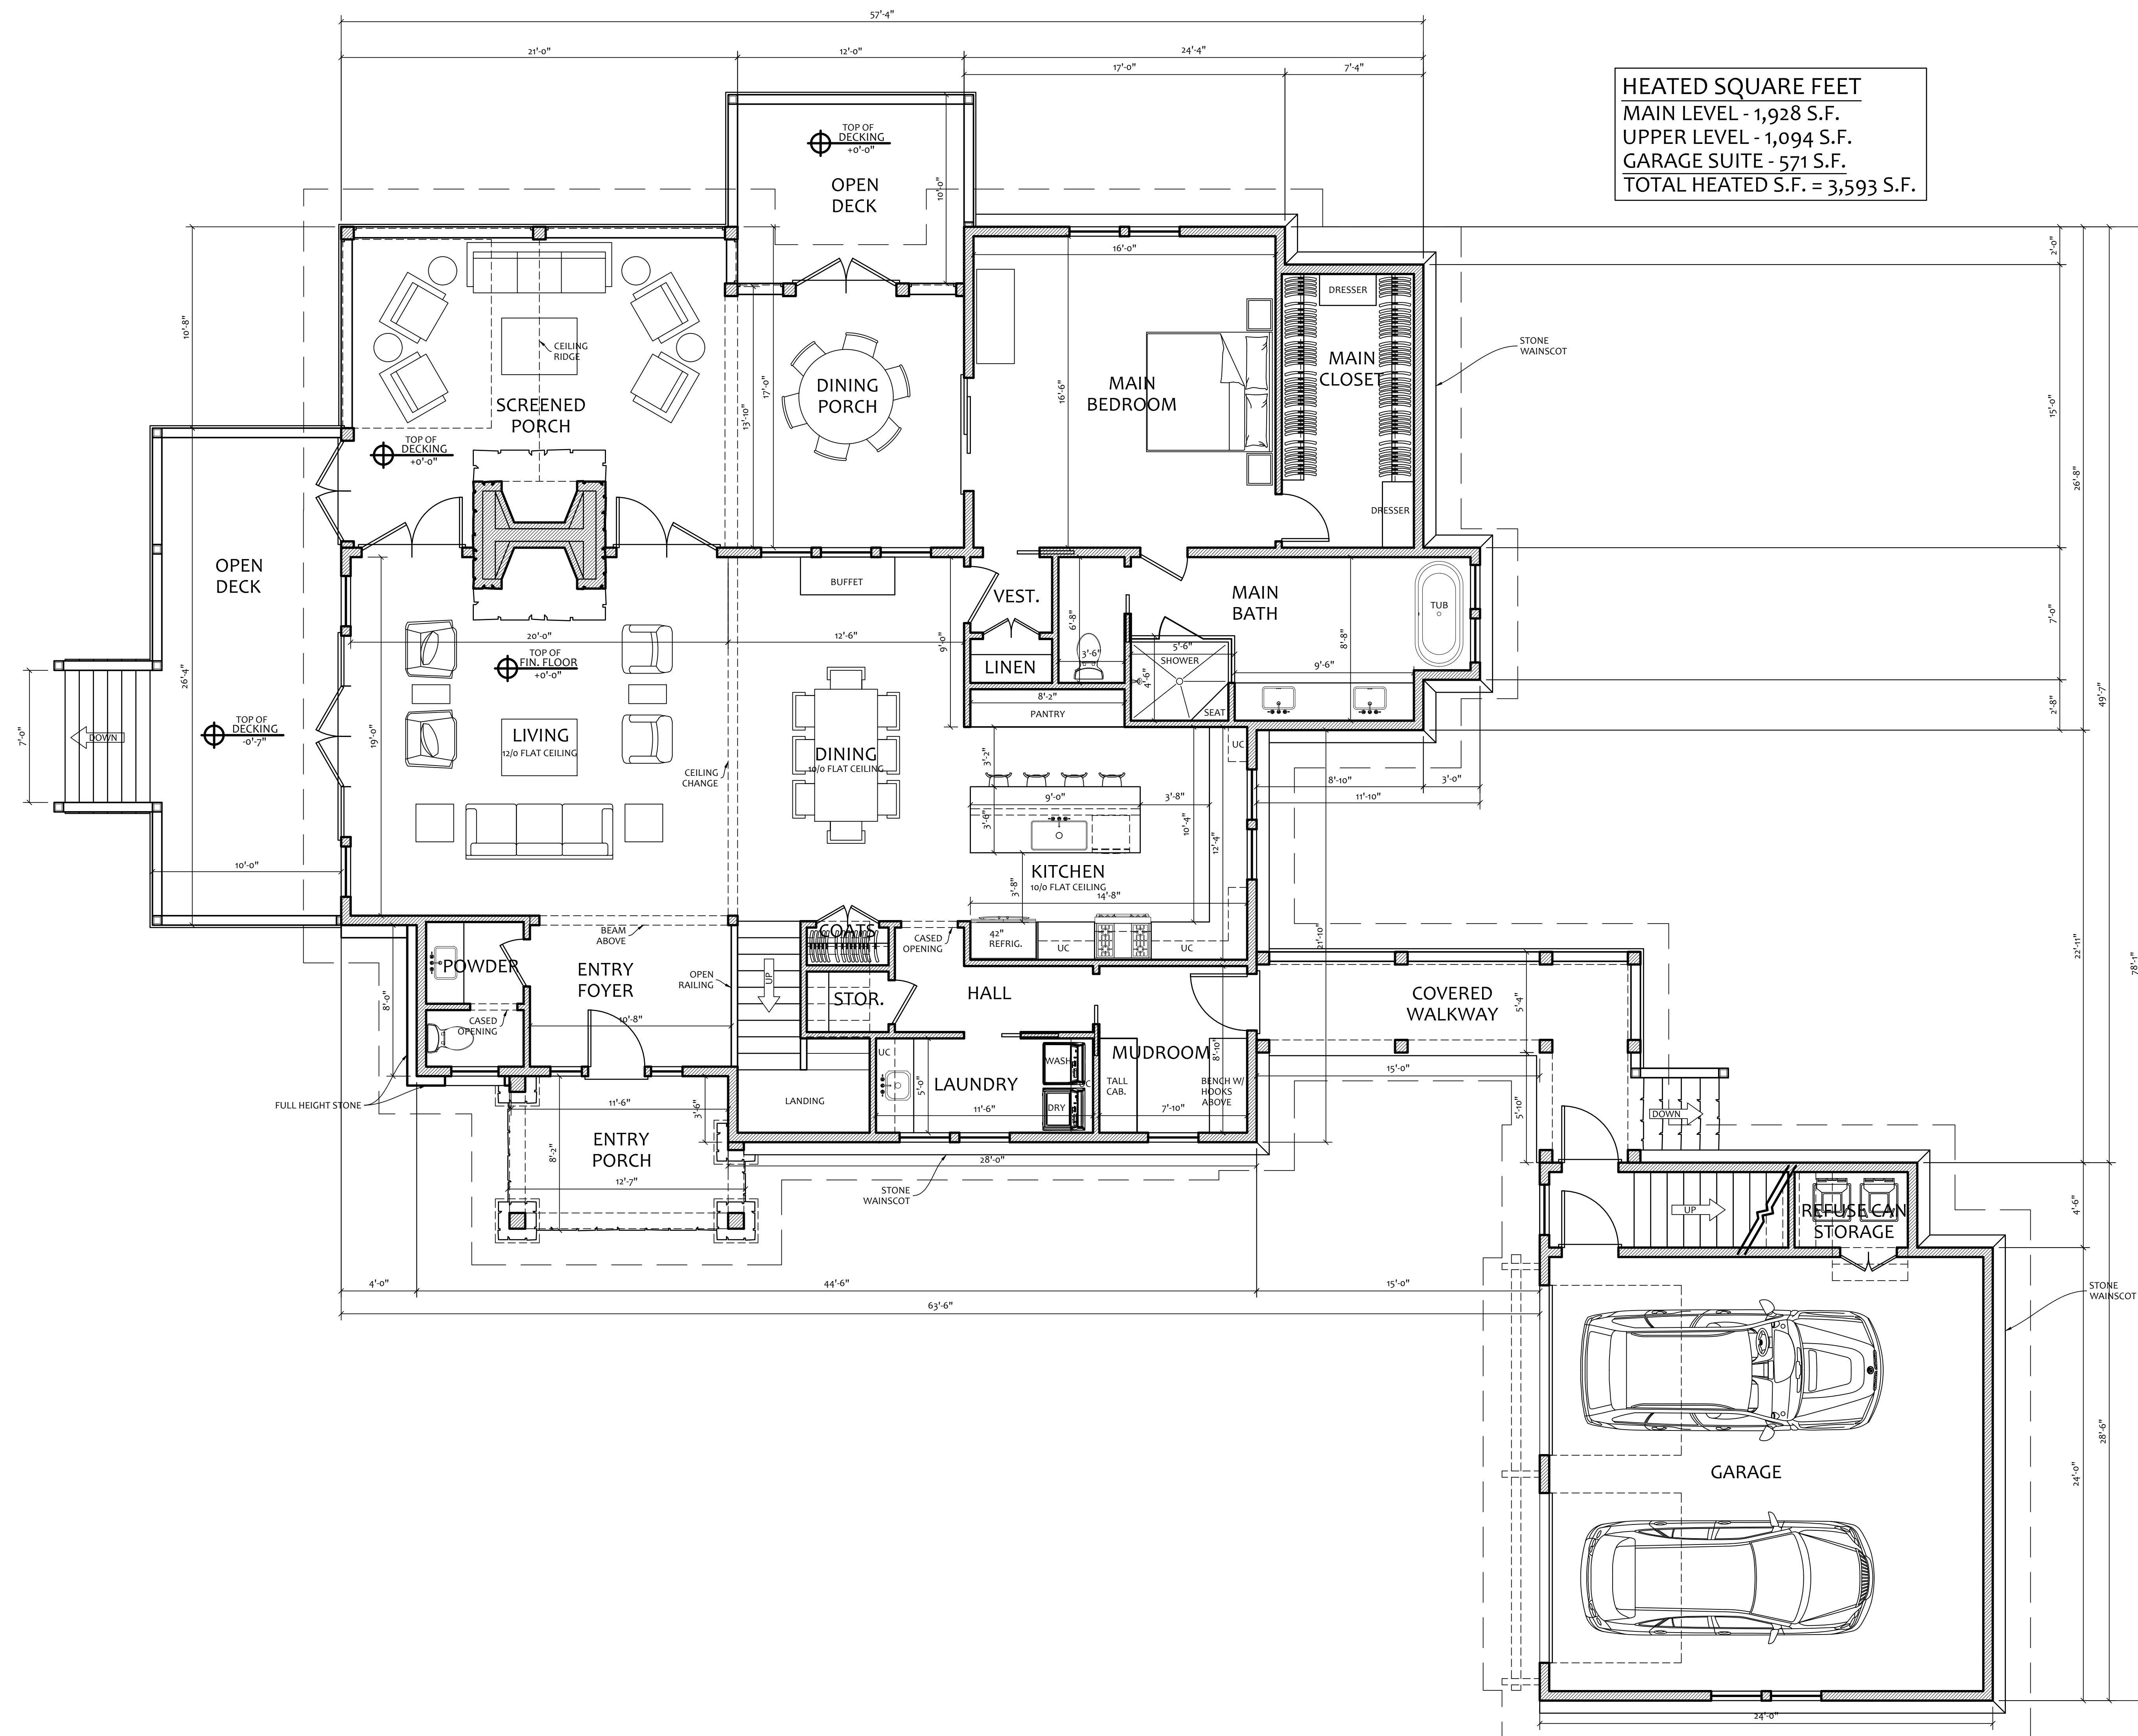 57'-4"
21'-0"
12'-0"
24'-4"
17'-0"
7'-4"
HEATED SQUARE FEET
MAIN LEVEL - 1,928 S.F.
UPPER LEVEL - 1,094 S.F.
GARAGE SUITE - 571 S.F.
TOTAL HEATED S.F. = 3,593 S.F.
TOP OF
DECKING
+0'-0"
OPEN
DECK
10'-0"
16'-0"
2'-0"
DRESSER
10'-8"
CEILING
RIDGE
STONE
WAINSCOT
MAIN
CLOSET
SCREENED
PORCH
DINING
PORCH
MAIN
BEDROOM
17'-0"
13'-10"
16'-6"
15'-0"
26'-8"
TOP OF
DECKING
+0'-0"
DRESSER
OPEN
DECK
BUFFET
VEST.
MAIN
BATH
TUB
6'-8"
7'-0"
20'-0"
12'-6"
9'-0"
8'-8"
TOP OF
FIN. FLOOR
+0'-0"
LINEN
3'-6"
5'-6"
SHOWER
4'-6"
9'-6"
26'-4"
8'-2"
PANTRY
SEAT
2'-8"
49'-7"
TOP OF
DECKING
-0'-7"
7'-0"
DOWN
19'-0"
LIVING
12/0 FLAT CEILING
DINING
10/0 FLAT CEILING
CEILING
CHANGE
3'-2"
UC
8'-10"
3'-0"
11'-10"
9'-0"
3'-8"
3'-6"
10'-4"
12'-4"
10'-0"
KITCHEN
10/0 FLAT CEILING
3'-8"
14'-8"
BEAM
ABOVE
COATS
CASED
OPENING
42"
REFRIG.
UC
UC
21'-10"
22'-11"
78'-1"
POWDER
ENTRY
FOYER
OPEN
RAILING
UP
STOR.
HALL
COVERED
WALKWAY
5'-4"
8'-0"
CASED
OPENING
10'-8"
UC
WASH
UC
MUDROOM
8'-10"
LAUNDRY
5'-0"
TALL
CAB.
BENCH W/
HOOKS
ABOVE
15'-0"
FULL HEIGHT STONE
11'-6"
3'-6"
LANDING
11'-6"
DRY
7'-10"
5'-10"
DOWN
ENTRY
PORCH
8'-2"
12'-7"
28'-0"
STONE
WAINSCOT
UP
REFUSE CAN
STORAGE
4'-6"
4'-0"
44'-6"
15'-0"
63'-6"
STONE
WAINSCOT
28'-6"
GARAGE
24'-0"
24'-0"